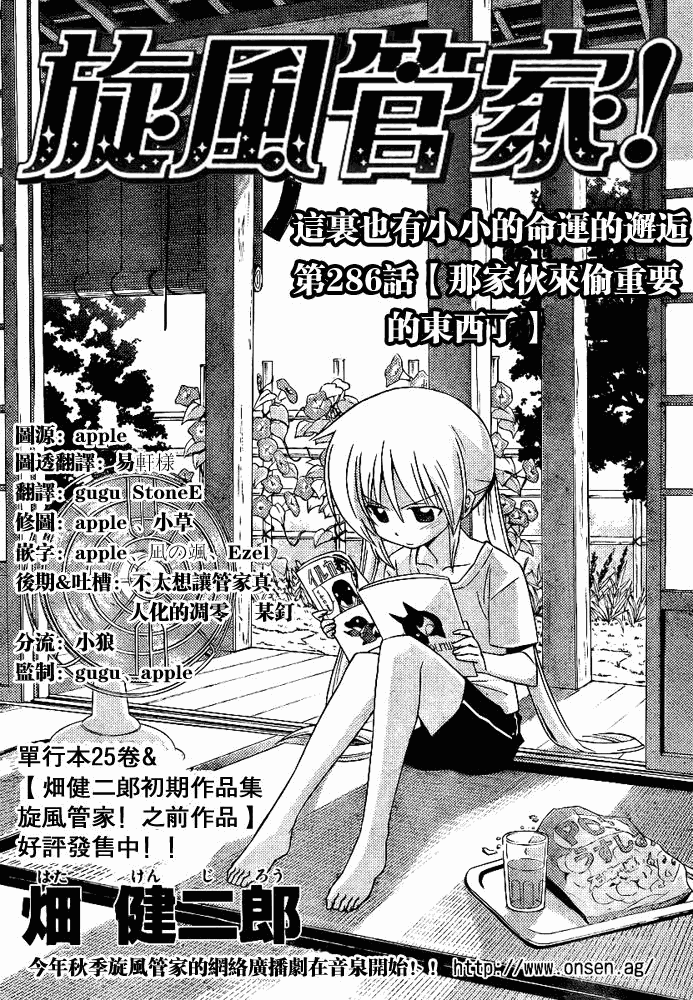 旋風管家！
這裏也有小小的命運的邂逅
第286話【那家伙來偷重要
的東西了】
圖源：apple
圖透翻譯：易軒樣
翻譯：gugu StoneE
修圖：apple、小草
嵌字：apple、凪の颯、Ezel
後期&吐槽：不太想讓管家真
人化的凋零、某釘
分流：小狼
監制：gugu、apple
單行本25卷&
【畑健二郎初期作品集
旋風管家！之前作品】
好評發售中！！
はた けん じ ろう
畑 健二郎
今年秋季旋風管家的網絡廣播劇在音泉開始！！ http://www.onsen.ag/